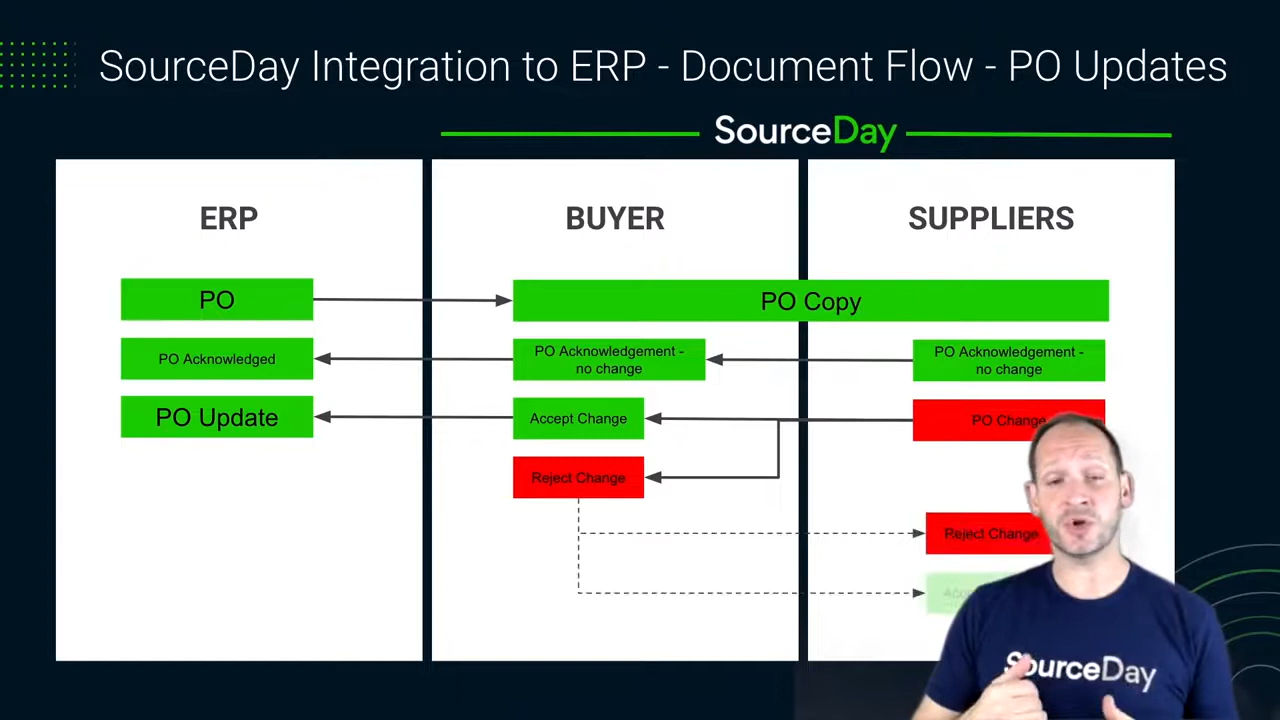 SourceDay Integration to ERP - Document Flow - PO Updates
SourceDay
ERP
BUYER
SUPPLIERS
PO
PO Copy
PO Acknowledged
PO Acknowledgement -
no change
PO Acknowledgement -
no change
PO Update
Accept Change
PO Change
Reject Change
Reject Change
SourceDay